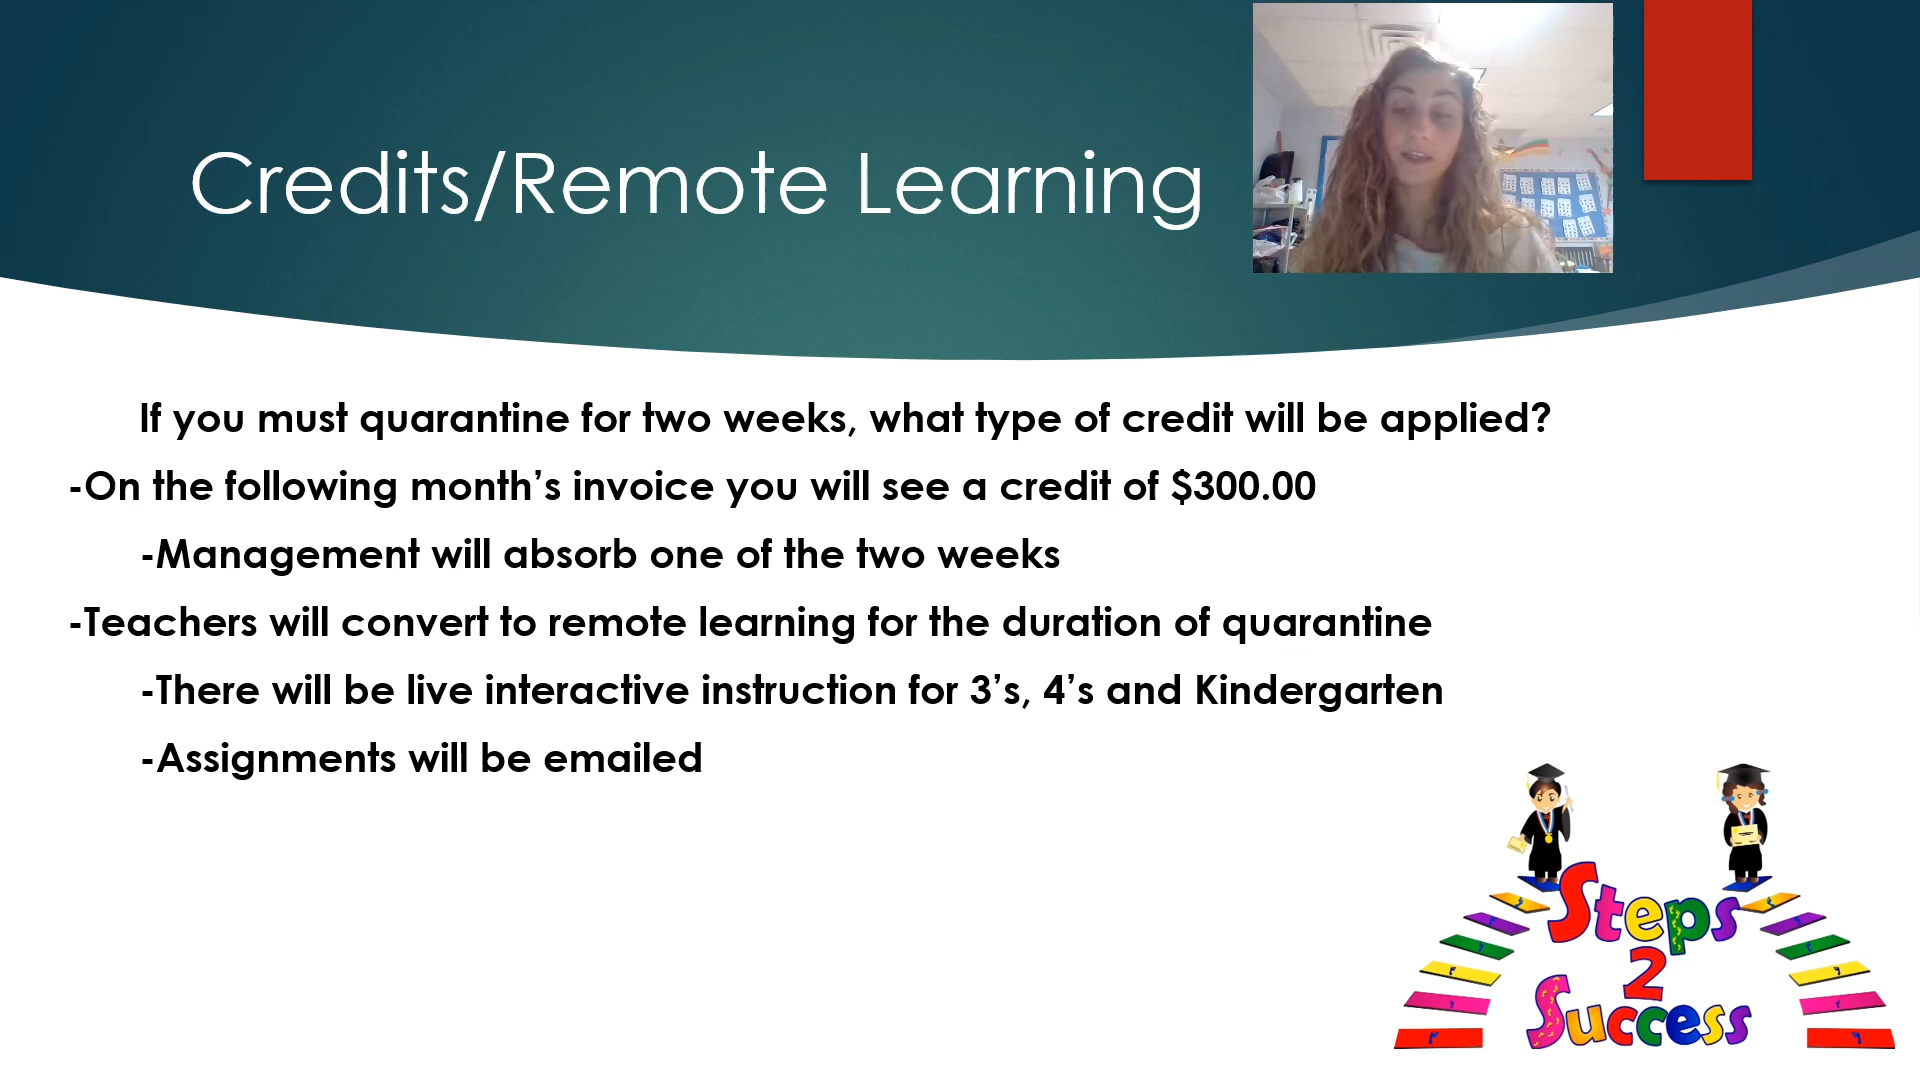 Credits/Remote Learning
If you must quarantine for two weeks, what type of credit will be applied?
-On the following month’s invoice you will see a credit of $300.00
-Management will absorb one of the two weeks
-Teachers will convert to remote learning for the duration of quarantine
-There will be live interactive instruction for 3’s, 4’s and Kindergarten
-Assignments will be emailed
Steps
2
Success